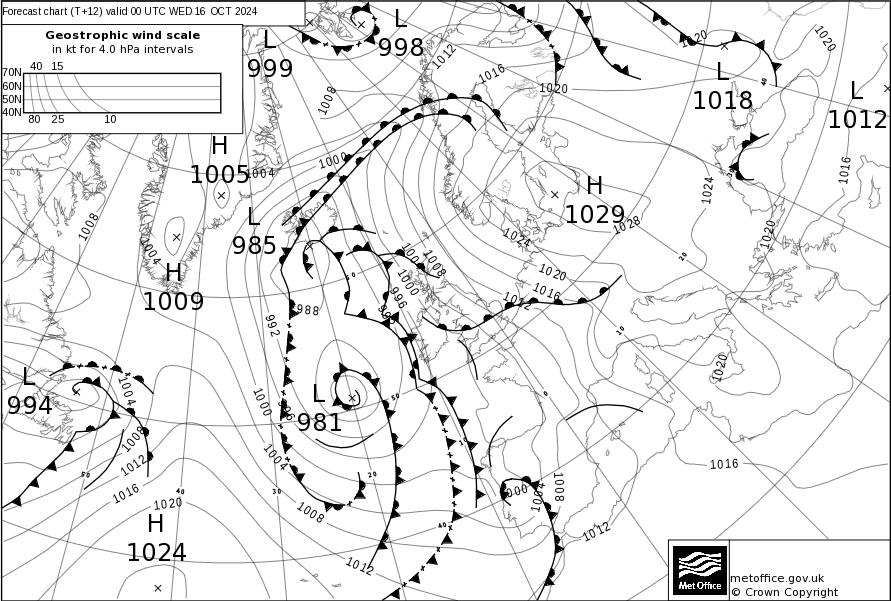 Forecast chart (T+12) valid 00 UTC WED 16 OCT 2024
Geostrophic wind scale
in kt for 4.0 hPa intervals
40 15
70N
60N
50N
40N
80 25 10
L
999
L
998
L
1018
L
1012
H
1005
L
985
H
1009
H
1029
L
994
L
981
H
1024
1012
1016
1020
1008
1000
1004
1020
1020
1016
1024
1028
1024
1020
1016
1012
1020
1008
1004
988
992
1000
1004
1008
1012
1008
1000
996
1004
1008
1012
1016
1020
1020
1016
1004
1008
1012
40
20
10
0
0
50
10
20
30
40
40
50
metoffice.gov.uk
© Crown Copyright
Met Office